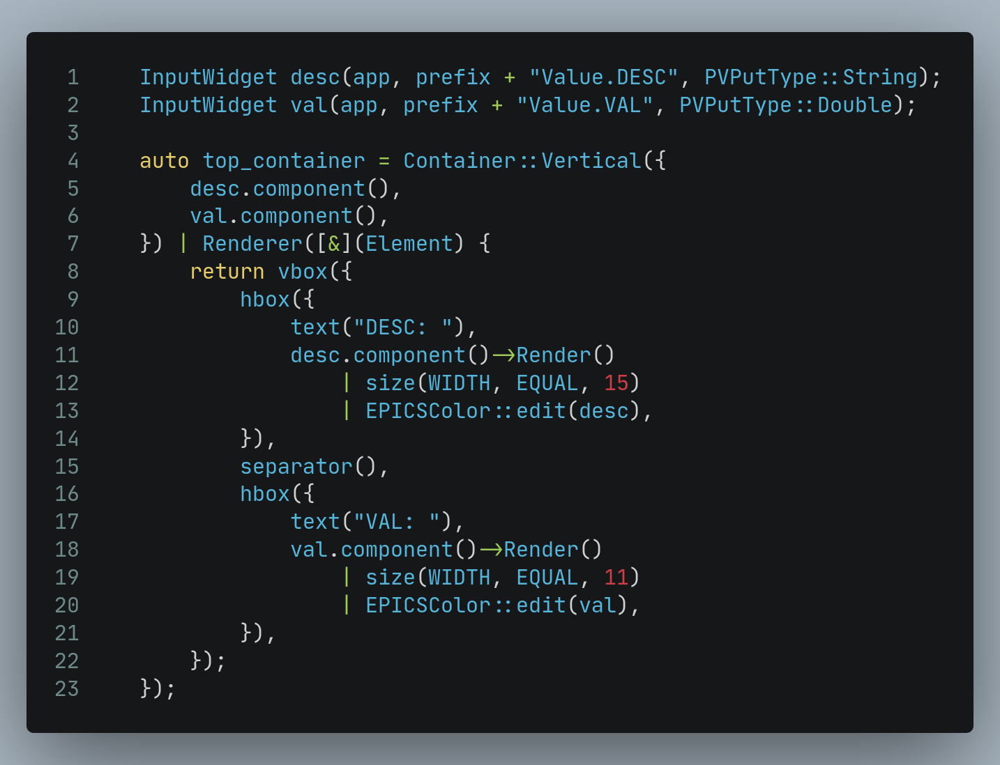 1 InputWidget desc(app, prefix + "Value.DESC", PVPutType::String);
2 InputWidget val(app, prefix + "Value.VAL", PVPutType::Double);
3
4 auto top_container = Container::Vertical({
5     desc.component(),
6     val.component(),
7 }) | Renderer([&](Element) {
8     return vbox({
9         hbox({
10             text("DESC: "),
11             desc.component()->Render()
12                 | size(WIDTH, EQUAL, 15)
13                 | EPICSColor::edit(desc),
14         }),
15         separator(),
16         hbox({
17             text("VAL: "),
18             val.component()->Render()
19                 | size(WIDTH, EQUAL, 11)
20                 | EPICSColor::edit(val),
21         }),
22     });
23 });